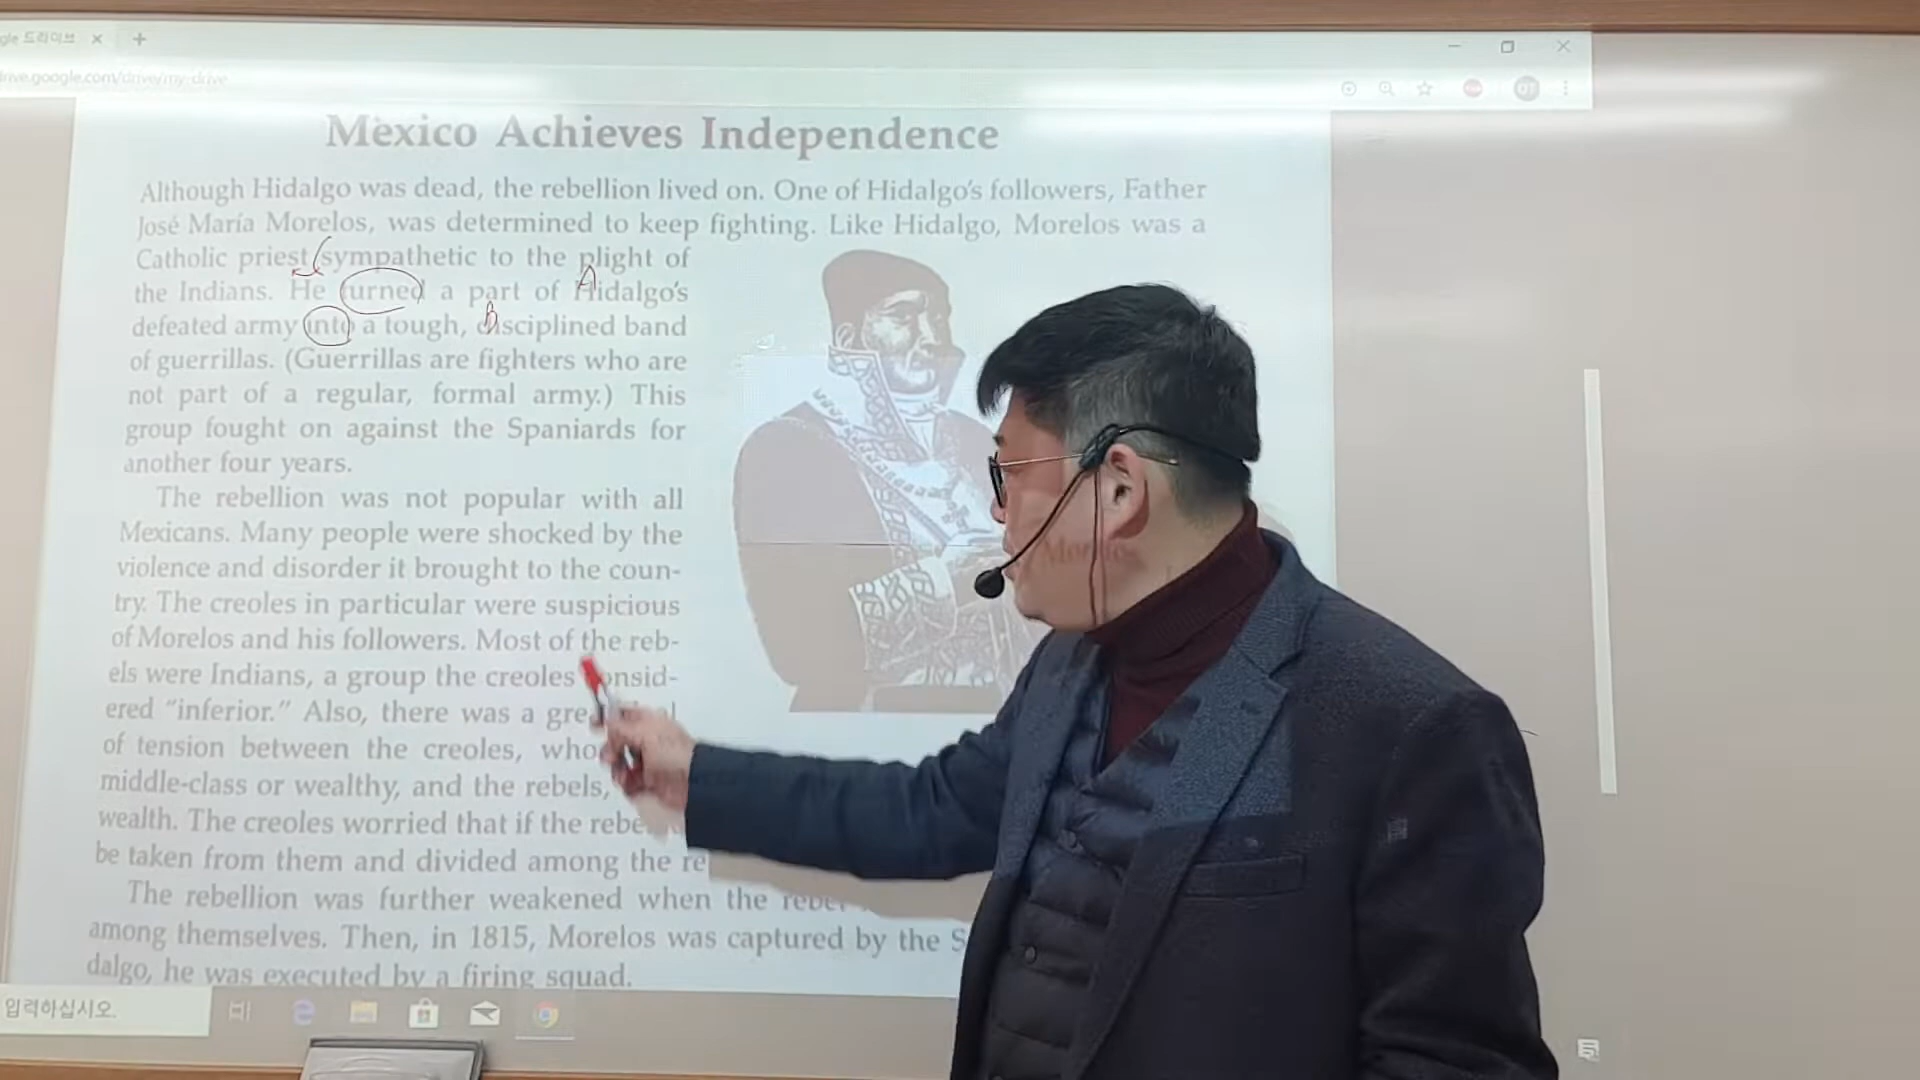 gle 드라이브
rive.google.com/drive/my-drive
Mexico Achieves Independence
Although Hidalgo was dead, the rebellion lived on. One of Hidalgo's followers, Father
José María Morelos, was determined to keep fighting. Like Hidalgo, Morelos was a
Catholic priest (sympathetic to the plight of
A
the Indians. He turned a part of Hidalgo's
B
defeated army into a tough, disciplined band
of guerrillas. (Guerrillas are fighters who are
not part of a regular, formal army.) This
group fought on against the Spaniards for
another four years.
The rebellion was not popular with all
Mexicans. Many people were shocked by the
violence and disorder it brought to the coun-
try. The creoles in particular were suspicious
of Morelos and his followers. Most of the reb-
els were Indians, a group the creoles consid-
ered "inferior." Also, there was a
of tension between the creoles, who
middle-class or wealthy, and the rebels,
wealth. The creoles worried that if the
be taken from them and divided among the
The rebellion was further weakened when the
among themselves. Then, in 1815, Morelos was captured by the S
dalgo, he was executed by a firing squad.
Morelos
입력하십시오.